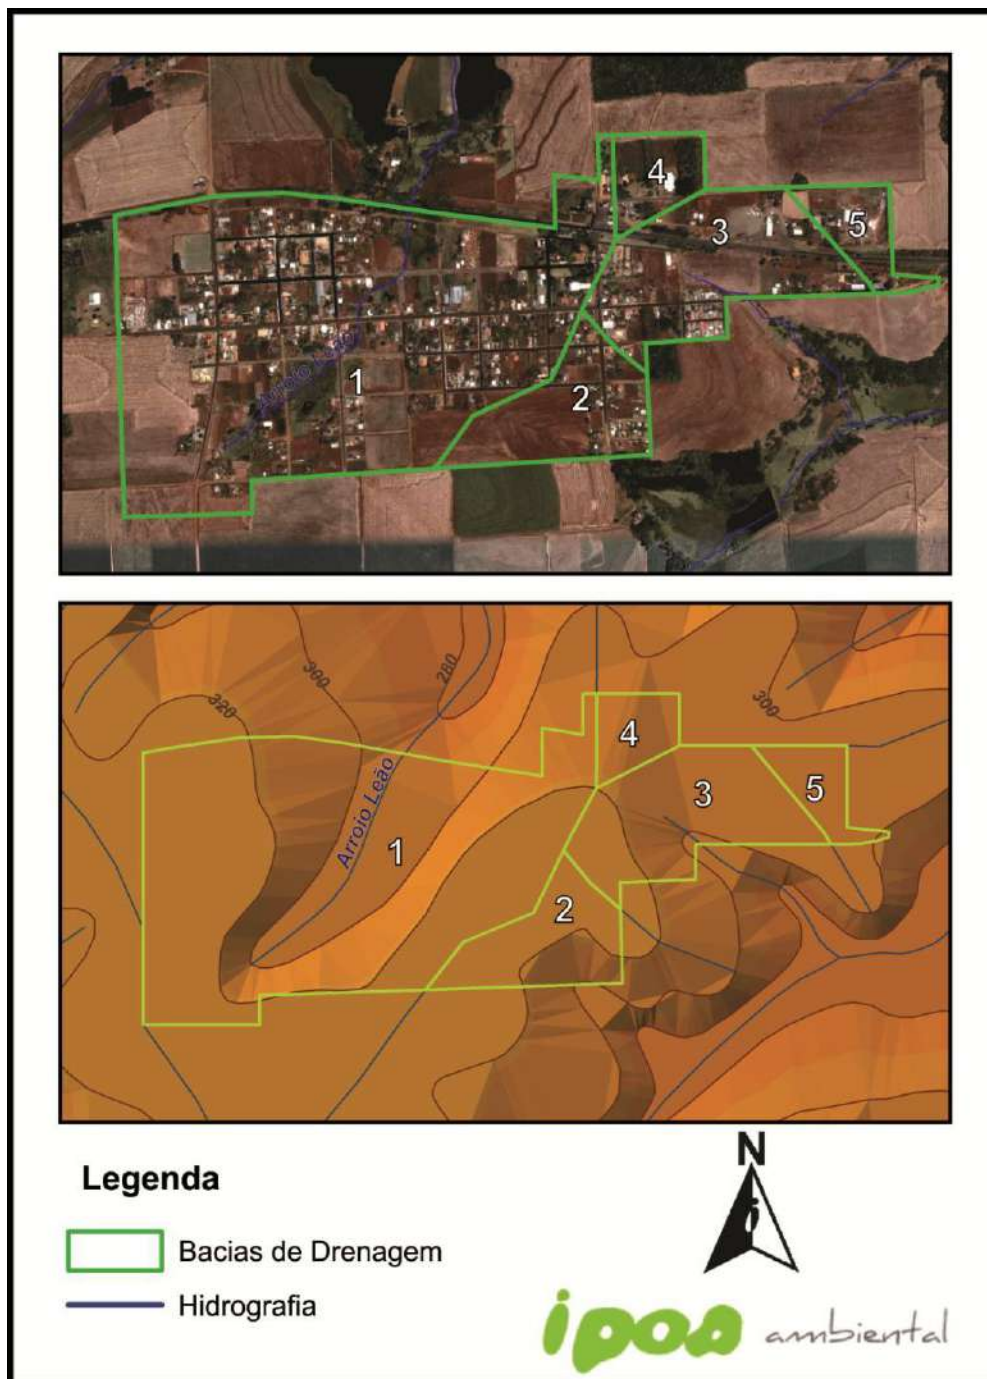 4
3
5
1
2
Arroio Leão
280
300
320
300
4
3
5
Arroio Leão
1
2
N
Legenda
Bacias de Drenagem
Hidrografia
ipoa ambiental